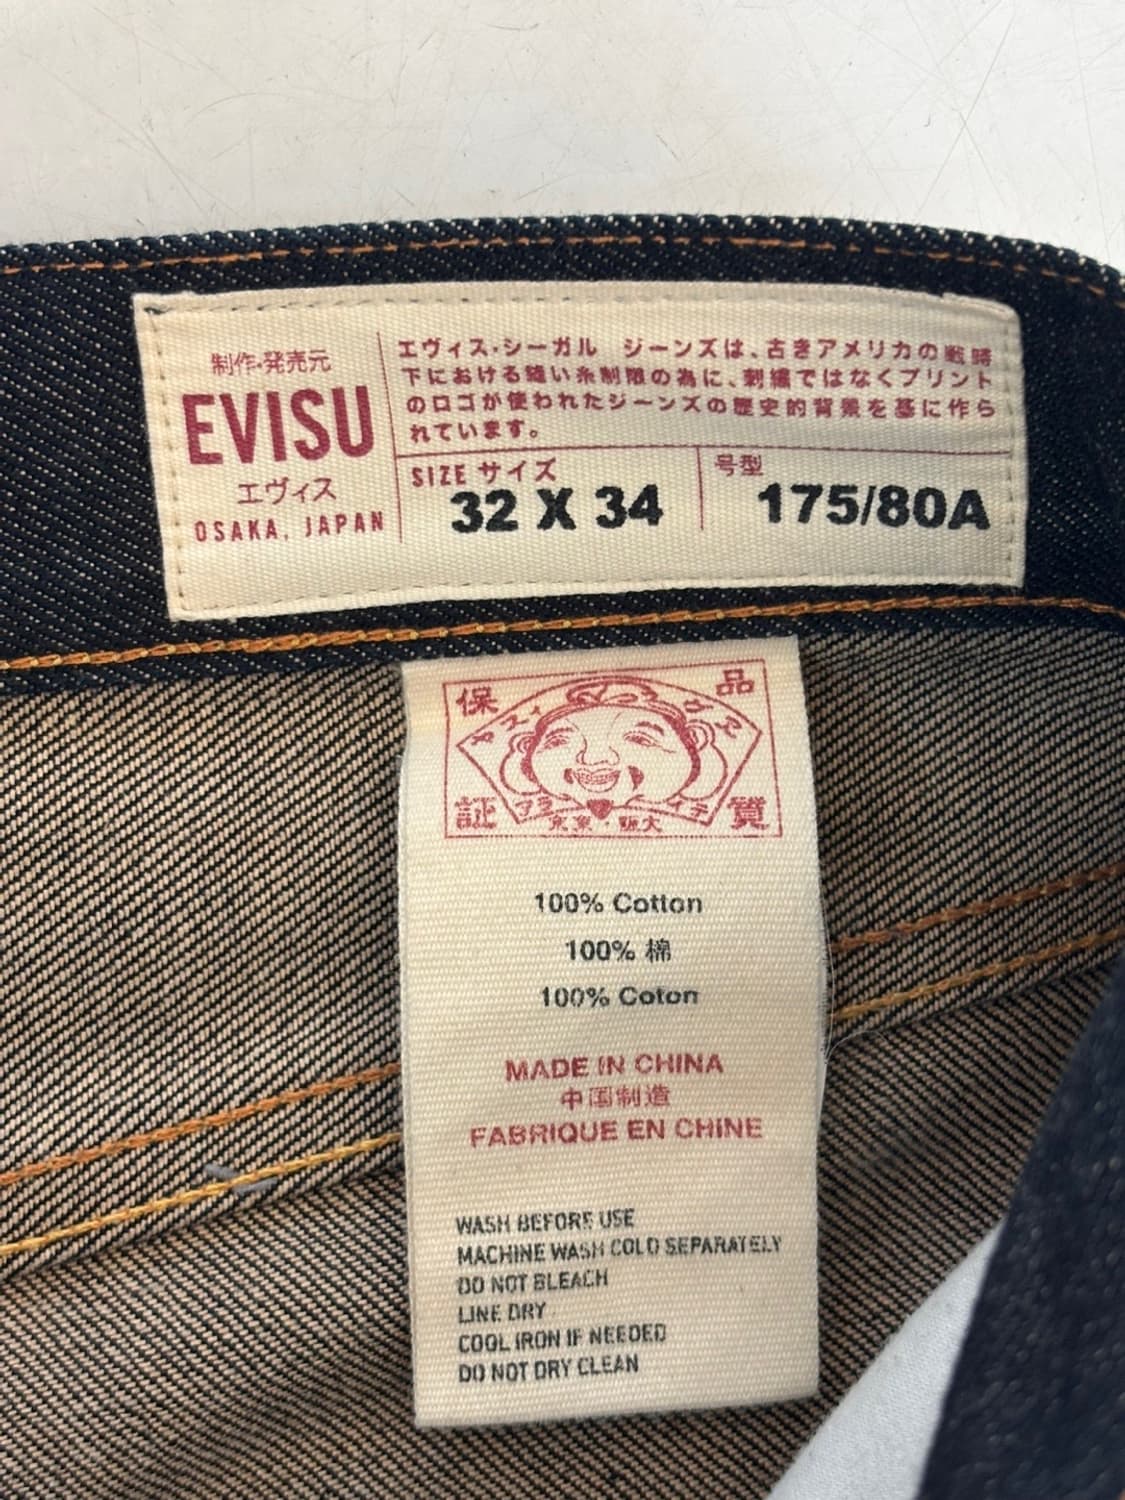 制作・発売元
EVISU
エヴィス
OSAKA, JAPAN
エヴィス・シーガル ジーンズは、古きアメリカの戦時
下における縫い糸制限の為に、刺繍ではなくプリント
のロゴが使われたジーンズの歴史的背景を基に作ら
れています。
SIZE サイズ
32 X 34
号型
175/80A
保 品
証 質
100% Cotton
100% 棉
100% Coton
MADE IN CHINA
中国制造
FABRIQUE EN CHINE
WASH BEFORE USE
MACHINE WASH COLD SEPARATELY
DO NOT BLEACH
LINE DRY
COOL IRON IF NEEDED
DO NOT DRY CLEAN